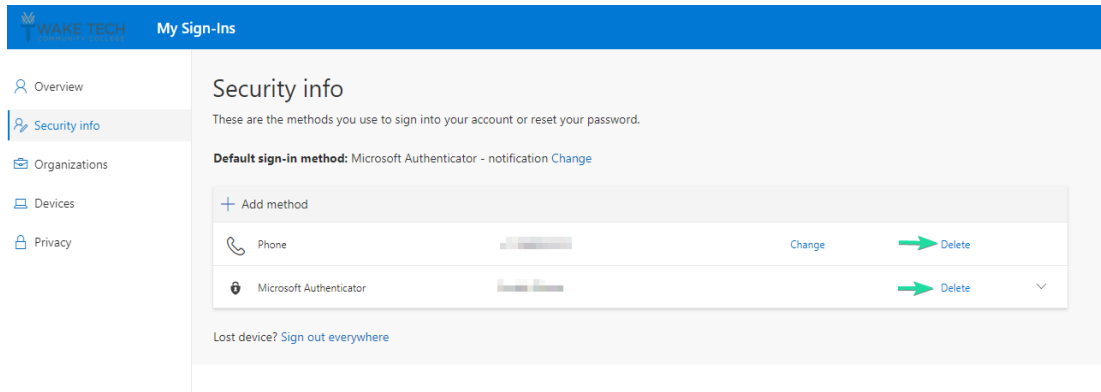 WAKE TECH
COMMUNITY COLLEGE
My Sign-Ins
Overview
Security info
Organizations
Devices
Privacy
Security info
These are the methods you use to sign into your account or reset your password.
Default sign-in method: Microsoft Authenticator - notification Change
Add method
Phone Change Delete
Microsoft Authenticator Delete
Lost device? Sign out everywhere